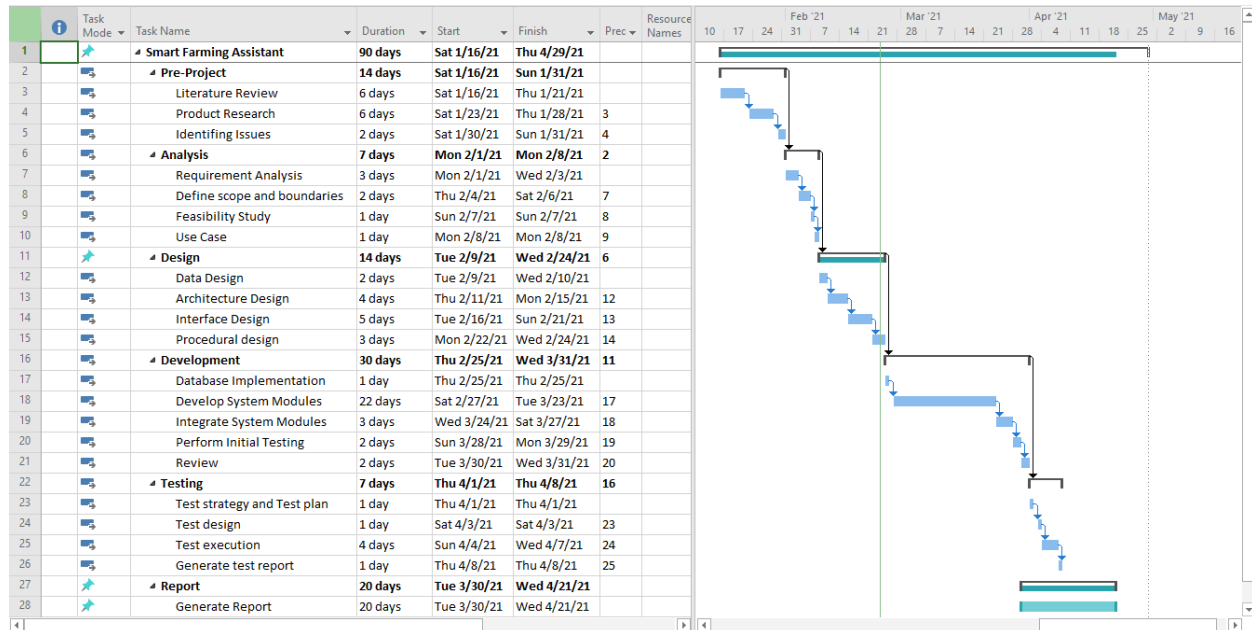 Task Mode Task Name Duration Start Finish Prec Resource Names
1 Smart Farming Assistant 90 days Sat 1/16/21 Thu 4/29/21
2 Pre-Project 14 days Sat 1/16/21 Sun 1/31/21
3 Literature Review 6 days Sat 1/16/21 Thu 1/21/21
4 Product Research 6 days Sat 1/23/21 Thu 1/28/21 3
5 Identifing Issues 2 days Sat 1/30/21 Sun 1/31/21 4
6 Analysis 7 days Mon 2/1/21 Mon 2/8/21 2
7 Requirement Analysis 3 days Mon 2/1/21 Wed 2/3/21
8 Define scope and boundaries 2 days Thu 2/4/21 Sat 2/6/21 7
9 Feasibility Study 1 day Sun 2/7/21 Sun 2/7/21 8
10 Use Case 1 day Mon 2/8/21 Mon 2/8/21 9
11 Design 14 days Tue 2/9/21 Wed 2/24/21 6
12 Data Design 2 days Tue 2/9/21 Wed 2/10/21
13 Architecture Design 4 days Thu 2/11/21 Mon 2/15/21 12
14 Interface Design 5 days Tue 2/16/21 Sun 2/21/21 13
15 Procedural design 3 days Mon 2/22/21 Wed 2/24/21 14
16 Development 30 days Thu 2/25/21 Wed 3/31/21 11
17 Database Implementation 1 day Thu 2/25/21 Thu 2/25/21
18 Develop System Modules 22 days Sat 2/27/21 Tue 3/23/21 17
19 Integrate System Modules 3 days Wed 3/24/21 Sat 3/27/21 18
20 Perform Initial Testing 2 days Sun 3/28/21 Mon 3/29/21 19
21 Review 2 days Tue 3/30/21 Wed 3/31/21 20
22 Testing 7 days Thu 4/1/21 Thu 4/8/21 16
23 Test strategy and Test plan 1 day Thu 4/1/21 Thu 4/1/21
24 Test design 1 day Sat 4/3/21 Sat 4/3/21 23
25 Test execution 4 days Sun 4/4/21 Wed 4/7/21 24
26 Generate test report 1 day Thu 4/8/21 Thu 4/8/21 25
27 Report 20 days Tue 3/30/21 Wed 4/21/21
28 Generate Report 20 days Tue 3/30/21 Wed 4/21/21
Feb '21 Mar '21 Apr '21 May '21
10 17 24 31 7 14 21 28 7 14 21 28 4 11 18 25 2 9 16